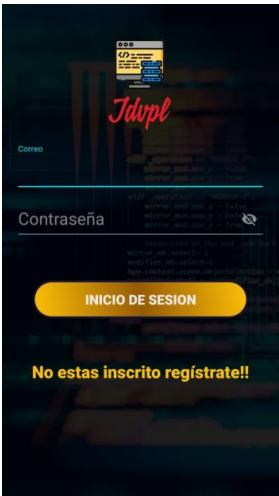 Jdvpl
Correo
Contraseña
INICIO DE SESION
No estas inscrito regístrate!!